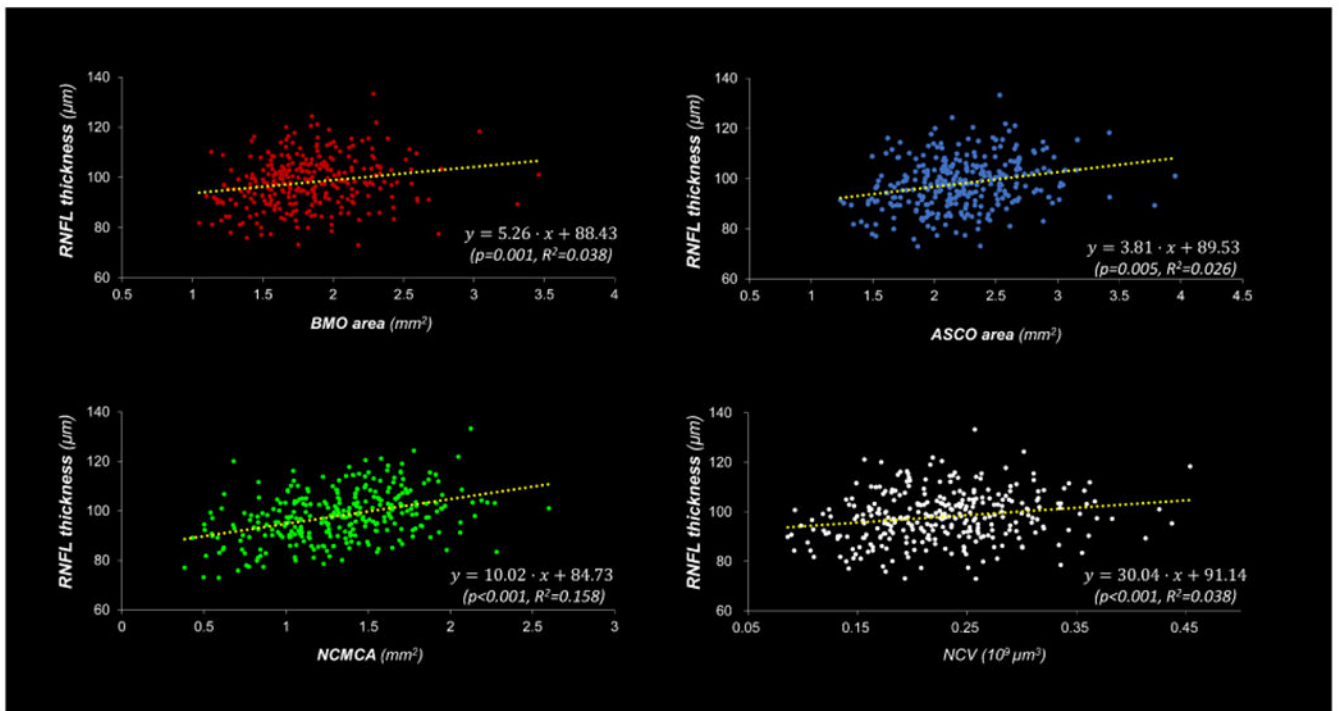 140
120
100
80
60
RNFL thickness (μm)
0.5 1 1.5 2 2.5 3 3.5 4
BMO area (mm²)
y = 5.26 · x + 88.43
(p=0.001, R²=0.038)
140
120
100
80
60
RNFL thickness (μm)
0.5 1 1.5 2 2.5 3 3.5 4 4.5
ASCO area (mm²)
y = 3.81 · x + 89.53
(p=0.005, R²=0.026)
140
120
100
80
60
RNFL thickness (μm)
0 0.5 1 1.5 2 2.5 3
NCMCA (mm²)
y = 10.02 · x + 84.73
(p<0.001, R²=0.158)
140
120
100
80
60
RNFL thickness (μm)
0.05 0.15 0.25 0.35 0.45
NCV (10⁹ μm³)
y = 30.04 · x + 91.14
(p<0.001, R²=0.038)